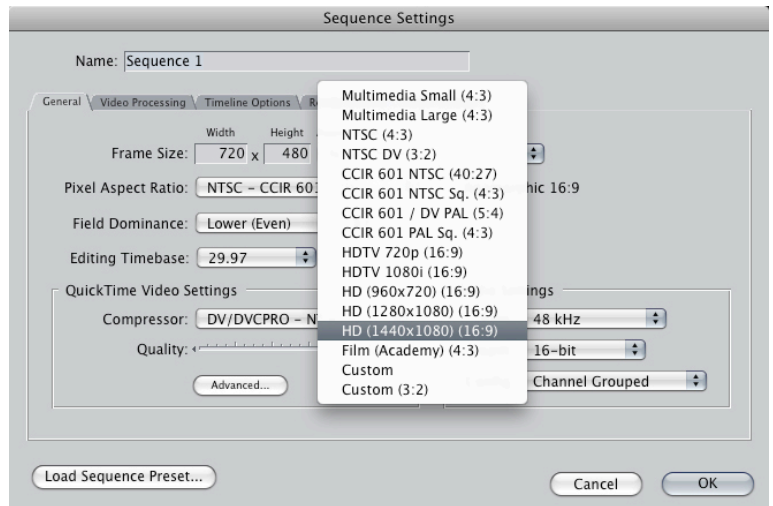 Sequence Settings
Name: Sequence 1
General Video Processing Timeline Options
Width Height
Frame Size: 720 x 480
Pixel Aspect Ratio: NTSC – CCIR 601
Field Dominance: Lower (Even)
Editing Timebase: 29.97
QuickTime Video Settings
Compressor: DV/DVCPRO – N
Quality:
Advanced...
Multimedia Small (4:3)
Multimedia Large (4:3)
NTSC (4:3)
NTSC DV (3:2)
CCIR 601 NTSC (40:27)
CCIR 601 NTSC Sq. (4:3)
CCIR 601 / DV PAL (5:4)
CCIR 601 PAL Sq. (4:3)
HDTV 720p (16:9)
HDTV 1080i (16:9)
HD (960x720) (16:9)
HD (1280x1080) (16:9)
HD (1440x1080) (16:9)
Film (Academy) (4:3)
Custom
Custom (3:2)
hic 16:9
ings
48 kHz
16-bit
Channel Grouped
Load Sequence Preset...
Cancel OK